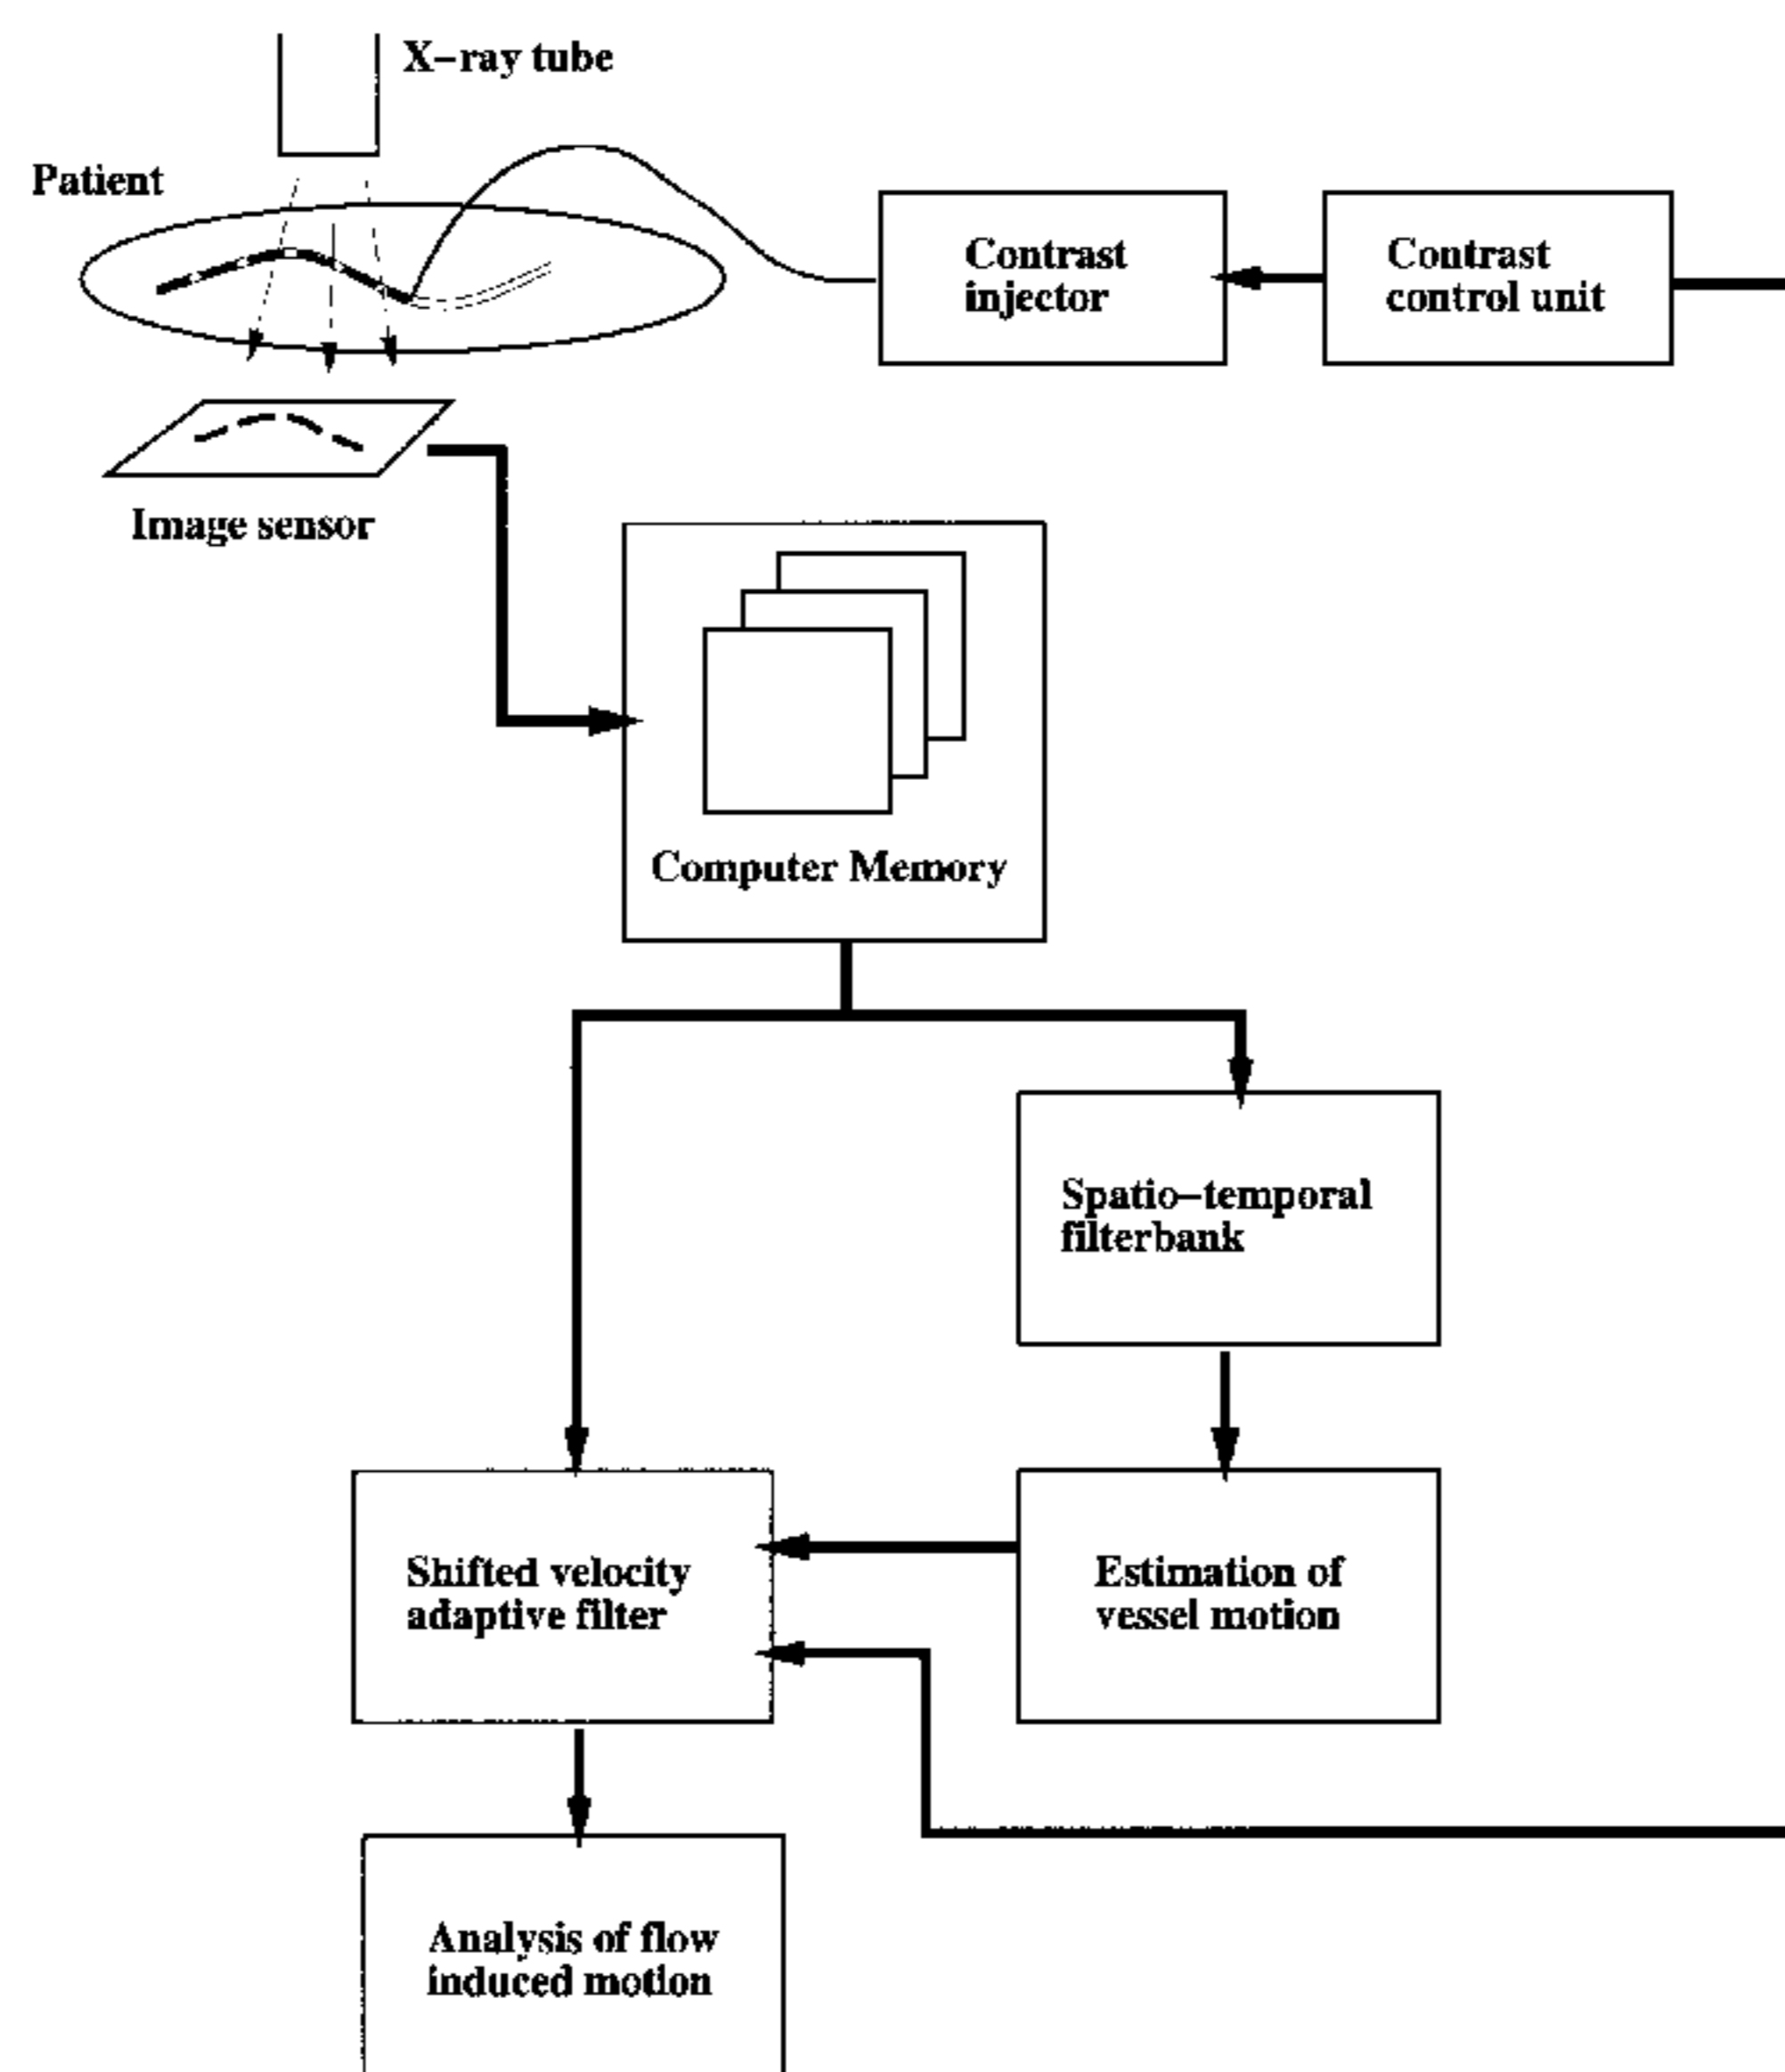 X-ray tube
Patient
Contrast
injector
Contrast
control unit
Image sensor
Computer Memory
Spatio-temporal
filterbank
Shifted velocity
adaptive filter
Estimation of
vessel motion
Analysis of flow
induced motion